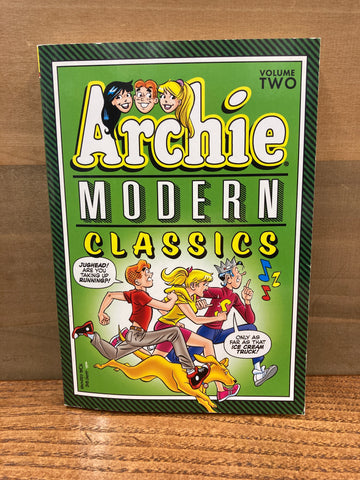 VOLUME
TWO
Archie
MODERN
CLASSICS
JUGHEAD!
ARE YOU
TAKING UP
RUNNING?!
ONLY AS
FAR AS THAT
ICE CREAM
TRUCK!